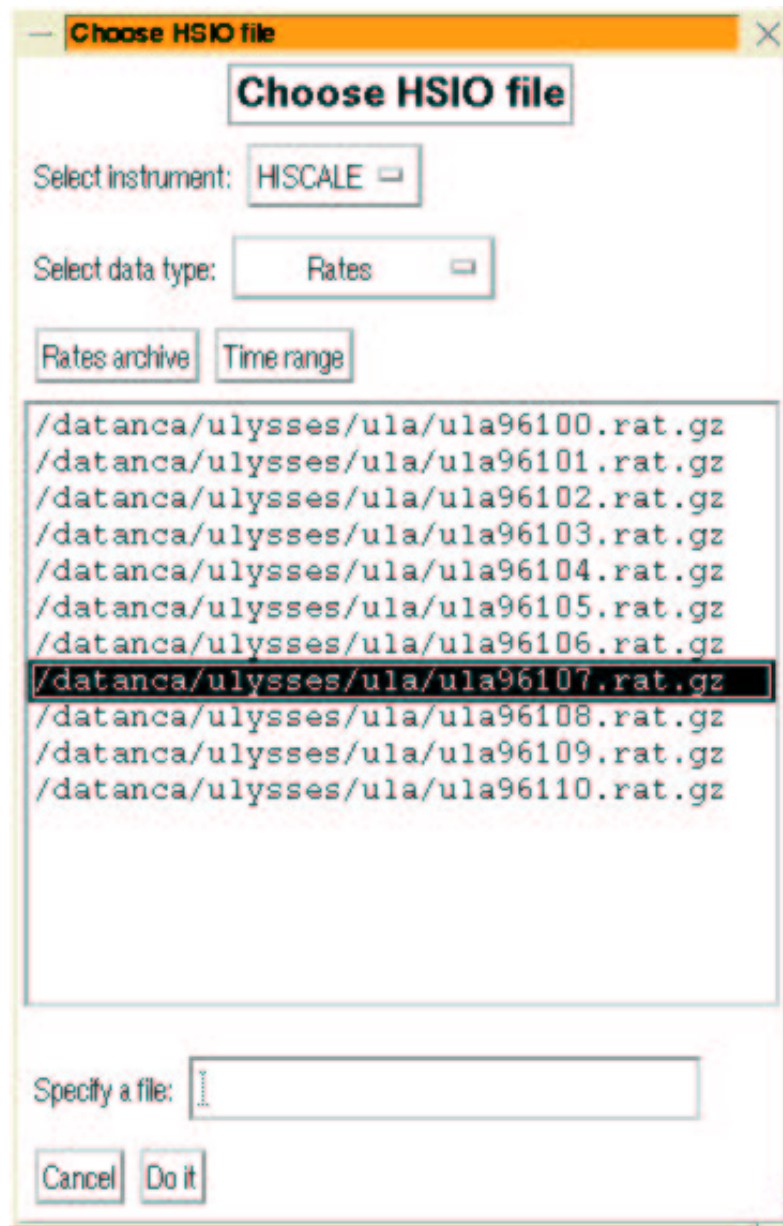 Choose HSIO file
Choose HSIO file
Select instrument: HISCALE
Select data type: Rates
Rates archive Time range
/datanca/ulysses/ula/ula96100.rat.gz
/datanca/ulysses/ula/ula96101.rat.gz
/datanca/ulysses/ula/ula96102.rat.gz
/datanca/ulysses/ula/ula96103.rat.gz
/datanca/ulysses/ula/ula96104.rat.gz
/datanca/ulysses/ula/ula96105.rat.gz
/datanca/ulysses/ula/ula96106.rat.gz
/datanca/ulysses/ula/ula96107.rat.gz
/datanca/ulysses/ula/ula96108.rat.gz
/datanca/ulysses/ula/ula96109.rat.gz
/datanca/ulysses/ula/ula96110.rat.gz
Specify a file:
Cancel Do it